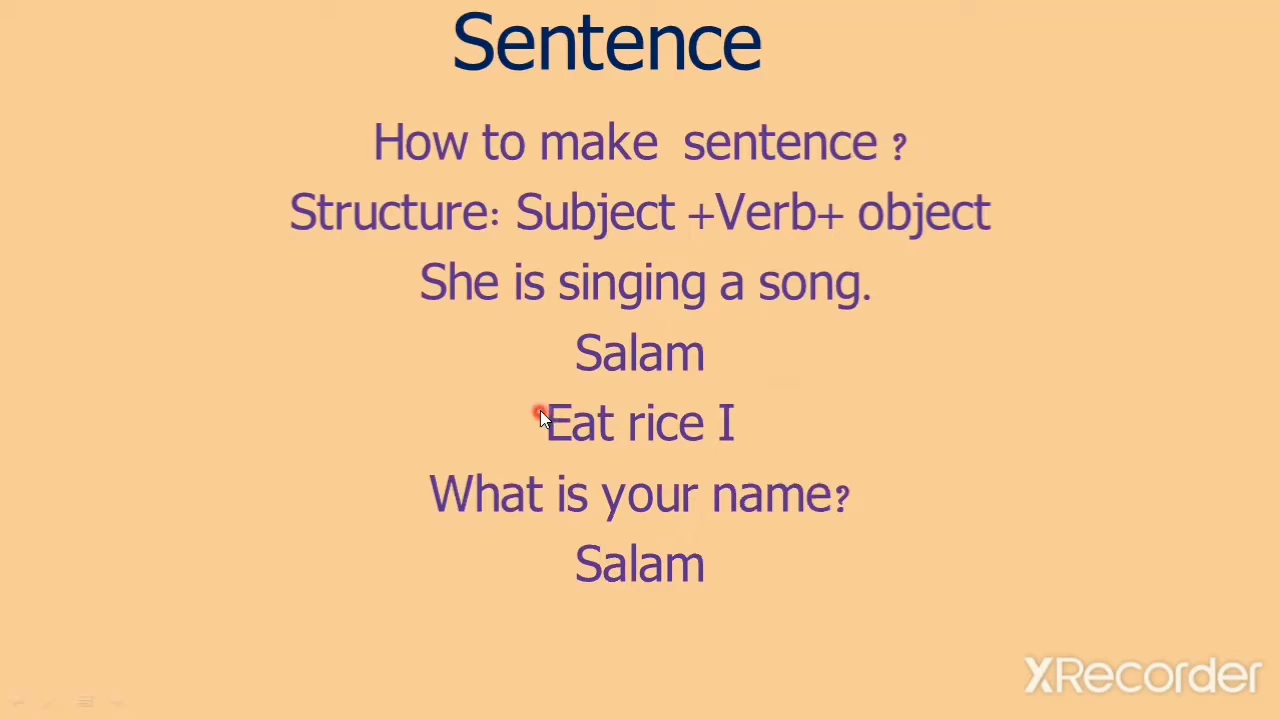 Sentence
How to make sentence ?
Structure: Subject +Verb+ object
She is singing a song.
Salam
Eat rice I
What is your name?
Salam
XRecorder